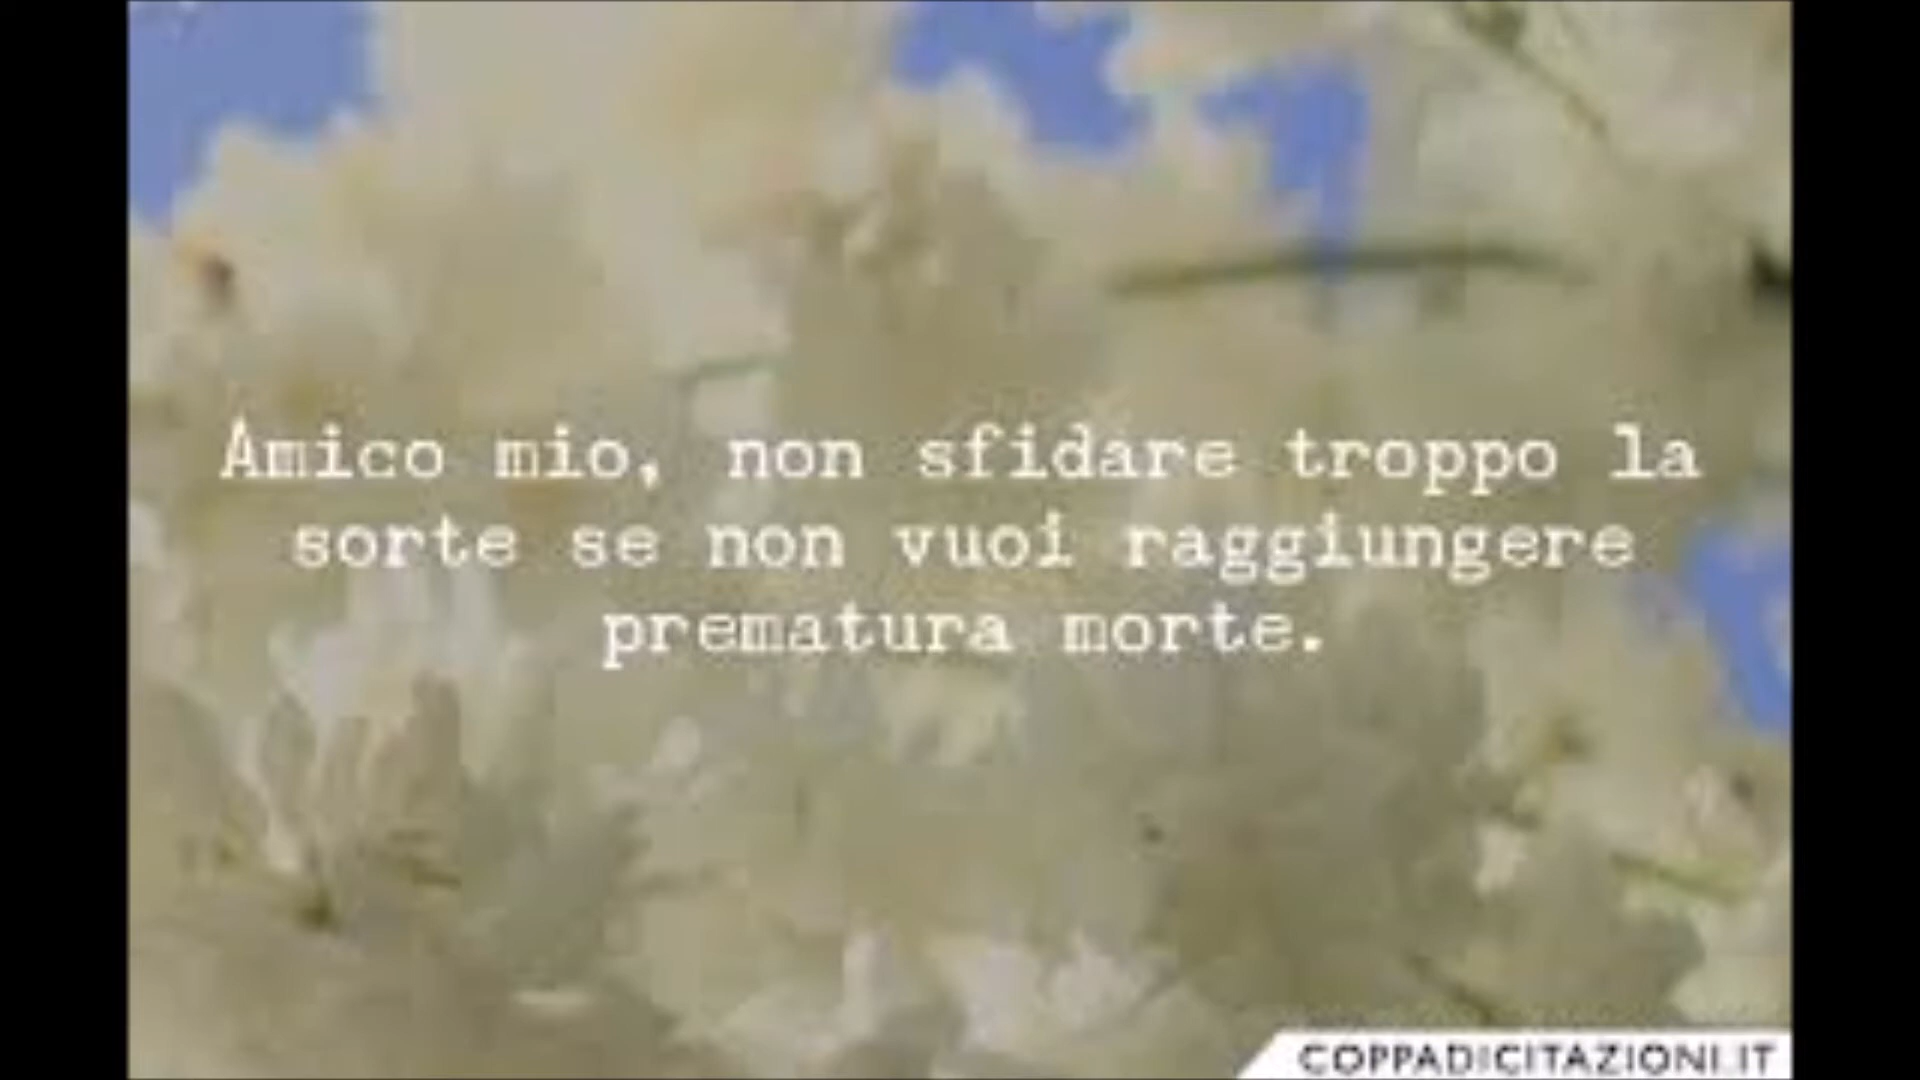 Amico mio, non sfidare troppo la
sorte se non vuoi raggiungere
prematura morte.
COPPADICITAZIONI.IT